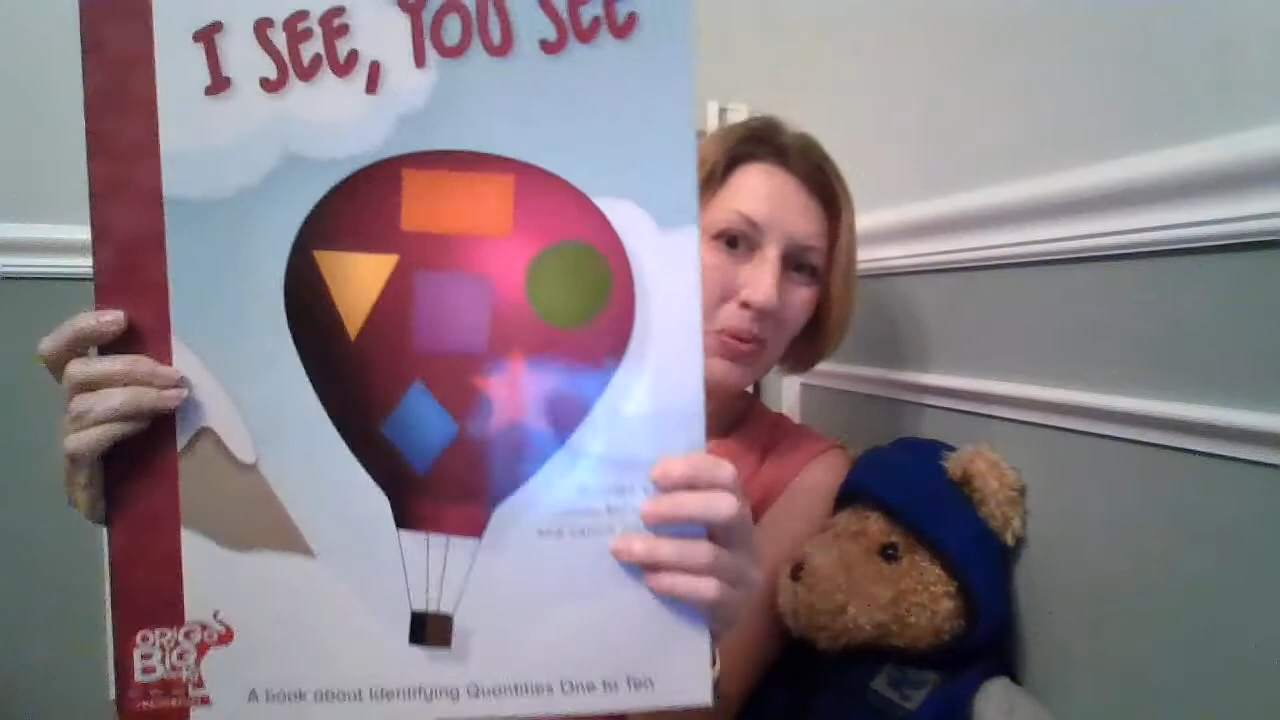 I SEE, YOU SEE
ORIGO
BIG
A book about Identifying Quantities One to Ten